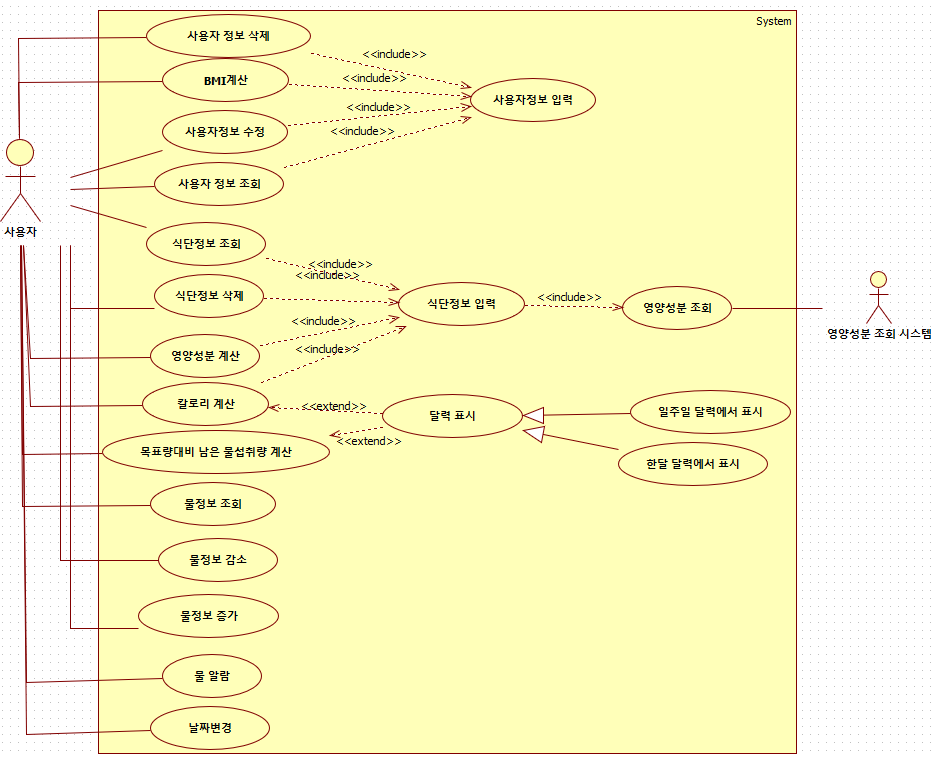 System
사용자 정보 삭제
<<include>>
BMI계산
<<include>>
사용자정보 입력
<<include>>
사용자정보 수정
<<include>>
사용자 정보 조회
사용자
식단정보 조회
<<include>>
<<include>>
식단정보 삭제
식단정보 입력
<<include>>
영양성분 조회
영양성분 조회 시스템
<<include>>
영양성분 계산
<<include>>
칼로리 계산
<<extend>>
달력 표시
일주일 달력에서 표시
<<extend>>
목표량대비 남은 물섭취량 계산
한달 달력에서 표시
물정보 조회
물정보 감소
물정보 증가
물 알람
날짜변경